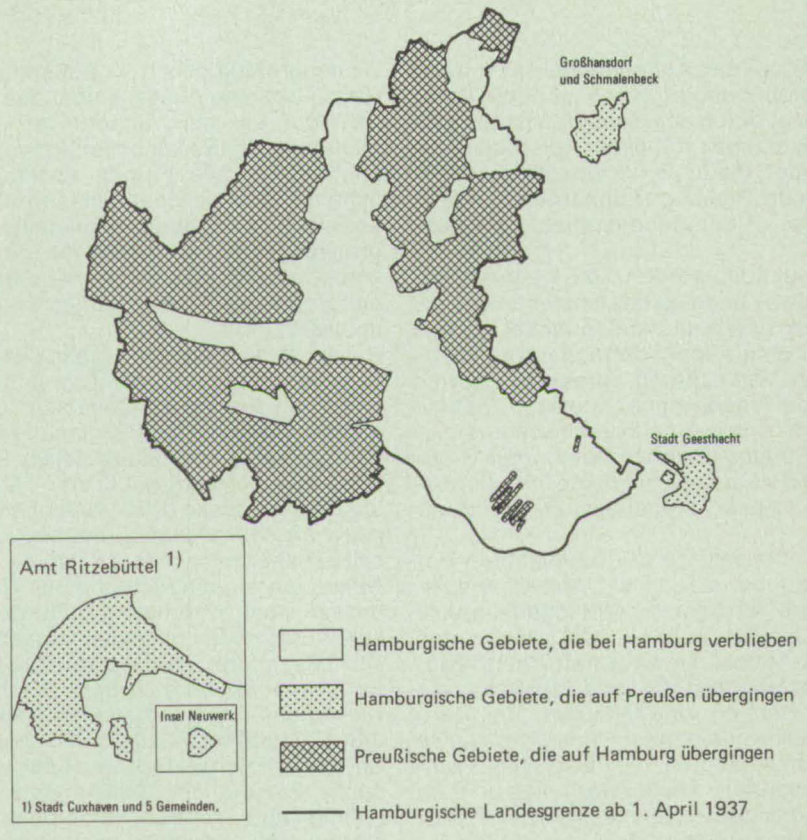 Großhansdorf
und Schmalenbeck
Stadt Geesthacht
Amt Ritzebüttel 1)
Insel Neuwerk
1) Stadt Cuxhaven und 5 Gemeinden.
Hamburgische Gebiete, die bei Hamburg verblieben
Hamburgische Gebiete, die auf Preußen übergingen
Preußische Gebiete, die auf Hamburg übergingen
Hamburgische Landesgrenze ab 1. April 1937